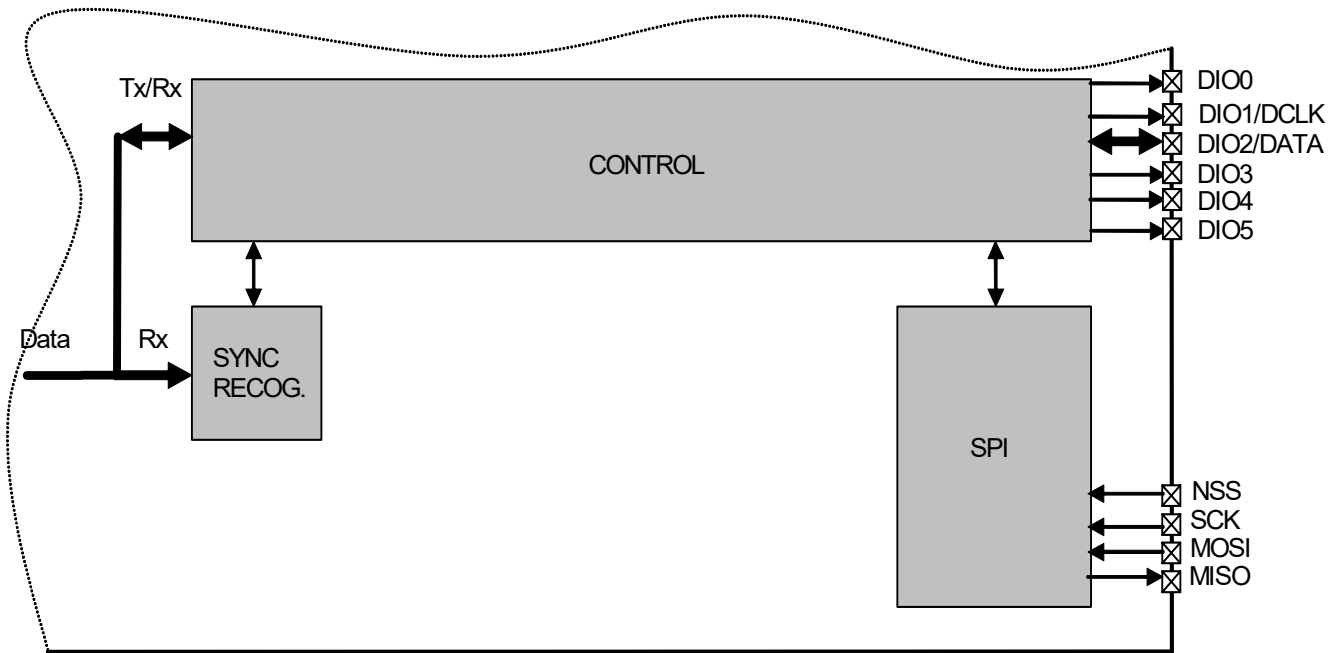 Tx/Rx
DIO0
DIO1/DCLK
DIO2/DATA
CONTROL
DIO3
DIO4
DIO5
Data
Rx
SYNC
RECOG.
SPI
NSS
SCK
MOSI
MISO